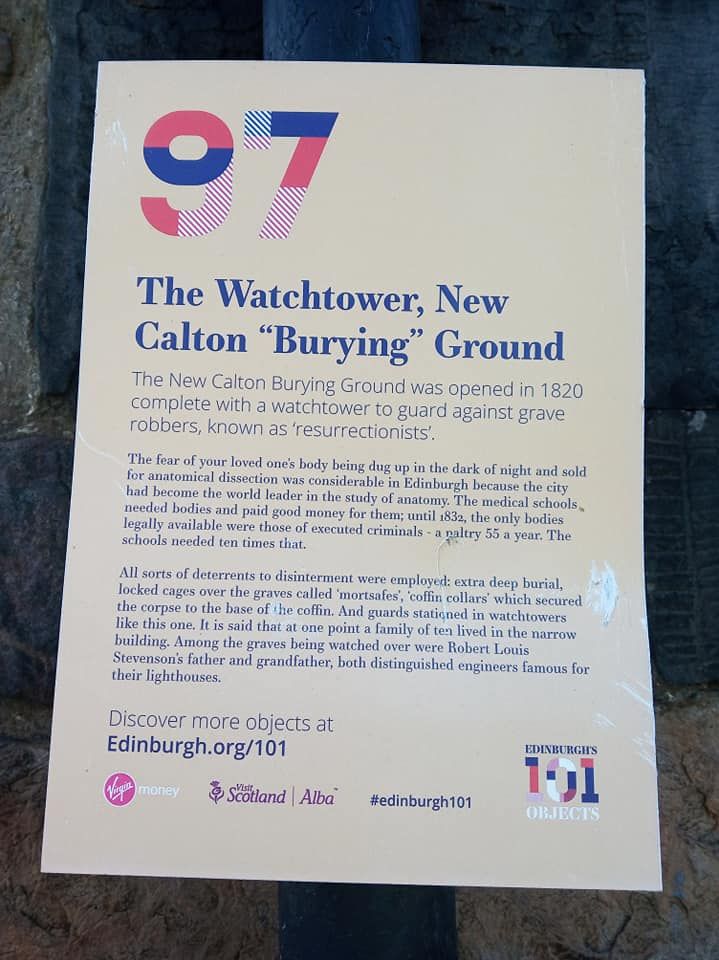 97
The Watchtower, New
Calton “Burying” Ground
The New Calton Burying Ground was opened in 1820
complete with a watchtower to guard against grave
robbers, known as ‘resurrectionists’.
The fear of your loved one's body being dug up in the dark of night and sold
for anatomical dissection was considerable in Edinburgh because the city
had become the world leader in the study of anatomy. The medical schools
needed bodies and paid good money for them; until 1832, the only bodies
legally available were those of executed criminals - a paltry 55 a year. The
schools needed ten times that.
All sorts of deterrents to disinterment were employed: extra deep burial,
locked cages over the graves called ‘mortsafes’, ‘coffin collars’ which secured
the corpse to the base of the coffin. And guards stationed in watchtowers
like this one. It is said that at one point a family of ten lived in the narrow
building. Among the graves being watched over were Robert Louis
Stevenson's father and grandfather, both distinguished engineers famous for
their lighthouses.
Discover more objects at
Edinburgh.org/101
Virgin money
Visit Scotland | Alba™
#edinburgh101
EDINBURGH'S
101
OBJECTS